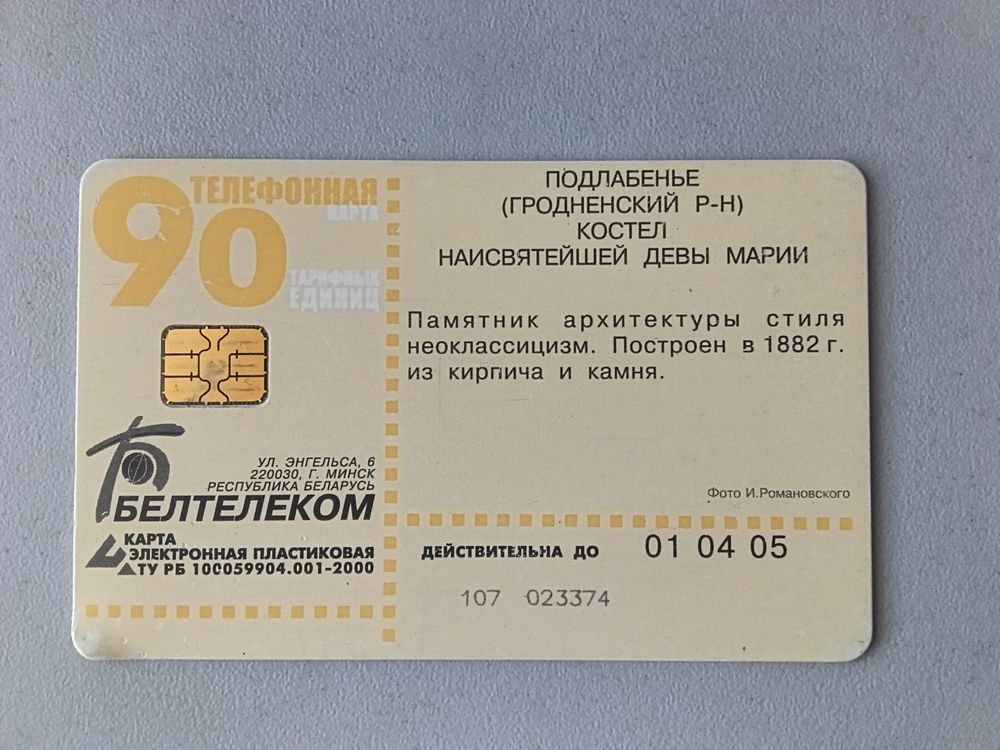 90
ТЕЛЕФОННАЯ
КАРТА
ТАРИФНЫХ
ЕДИНИЦ
УЛ. ЭНГЕЛЬСА, 6
220030, Г. МИНСК
РЕСПУБЛИКА БЕЛАРУСЬ
БЕЛТЕЛЕКОМ
КАРТА
ЭЛЕКТРОННАЯ ПЛАСТИКОВАЯ
ТУ РБ 100059904.001-2000
ПОДЛАБЕНЬЕ
(ГРОДНЕНСКИЙ Р-Н)
КОСТЕЛ
НАИСВЯТЕЙШЕЙ ДЕВЫ МАРИИ
Памятник архитектуры стиля
неоклассицизм. Построен в 1882 г.
из кирпича и камня.
Фото И.Романовского
ДЕЙСТВИТЕЛЬНА ДО 01 04 05
107 023374